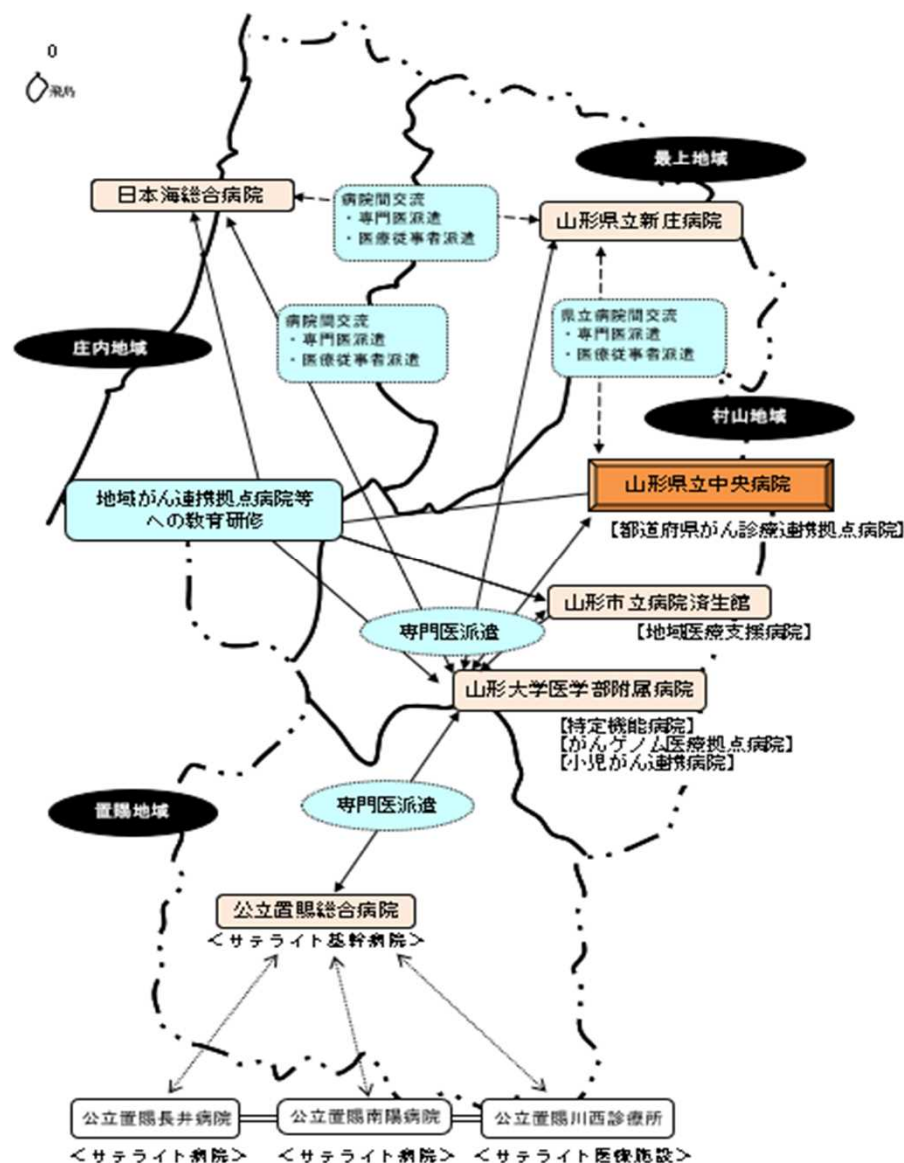 0
飛島
最上地域
日本海総合病院
病院間交流
・専門医派遣
・医療従事者派遣
山形県立新庄病院
病院間交流
・専門医派遣
・医療従事者派遣
県立病院間交流
・専門医派遣
・医療従事者派遣
庄内地域
村山地域
山形県立中央病院
【都道府県がん診療連携拠点病院】
地域がん連携拠点病院等
への教育研修
山形市立病院済生館
【地域医療支援病院】
専門医派遣
山形大学医学部附属病院
【特定機能病院】
【がんゲノム医療拠点病院】
【小児がん連携病院】
置賜地域
専門医派遣
公立置賜総合病院
＜サテライト基幹病院＞
公立置賜長井病院
公立置賜南陽病院
公立置賜川西診療所
＜サテライト病院＞
＜サテライト病院＞
＜サテライト医療施設＞